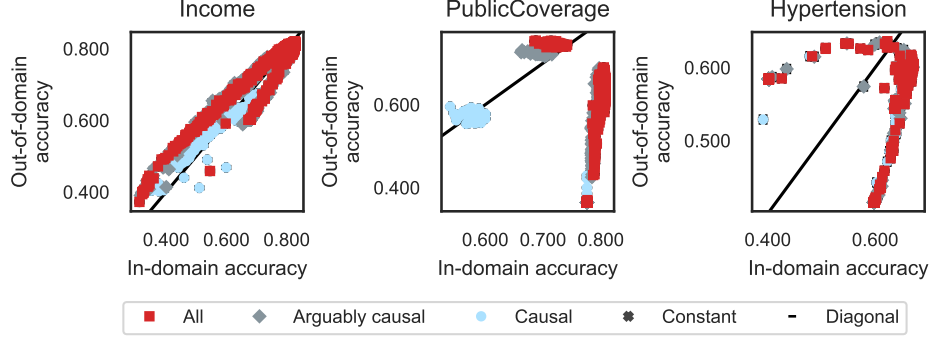 Income
PublicCoverage
Hypertension
Out-of-domain
accuracy
0.800
0.600
0.400
0.400 0.600 0.800
In-domain accuracy
Out-of-domain
accuracy
0.600
0.400
0.600 0.700 0.800
In-domain accuracy
Out-of-domain
accuracy
0.600
0.500
0.400 0.600
In-domain accuracy
All Arguably causal Causal Constant Diagonal